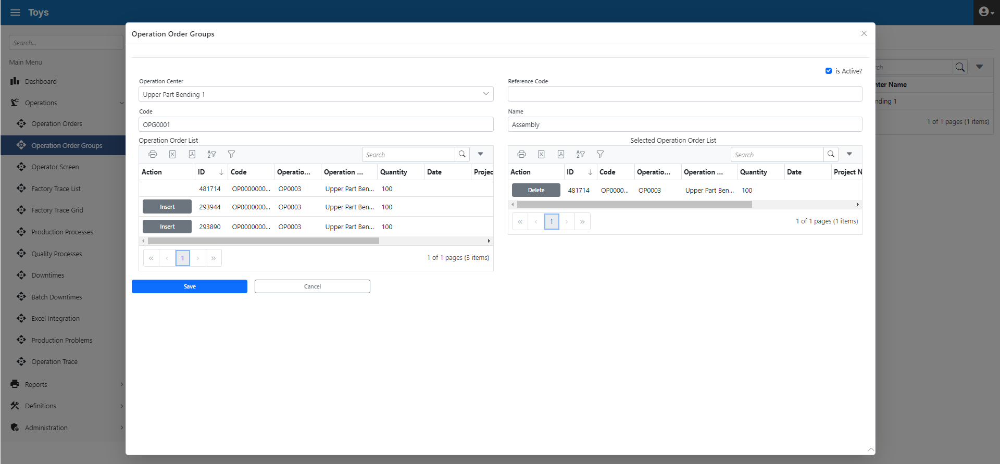 Toys
Search...
Main Menu
Dashboard
Operations
Operation Orders
Operation Order Groups
Operator Screen
Factory Trace List
Factory Trace Grid
Production Processes
Quality Processes
Downtimes
Batch Downtimes
Excel Integration
Production Problems
Operation Trace
Reports
Definitions
Administration
Operation Order Groups
is Active?
Operation Center
Upper Part Bending 1
Reference Code
Code
OPG0001
Name
Assembly
Operation Order List
Search
Action ID Code Operatio... Operation ... Quantity Date Projec
481714 OP0000000... OP0003 Upper Part Ben... 100
Insert 293944 OP0000000... OP0003 Upper Part Ben... 100
Insert 293890 OP0000000... OP0003 Upper Part Ben... 100
« ‹ 1 › » 1 of 1 pages (3 items)
Selected Operation Order List
Search
Action ID Code Operatio... Operation ... Quantity Date Project N
Delete 481714 OP0000... OP0003 Upper Part Ben... 100
« ‹ 1 › » 1 of 1 pages (1 items)
Save Cancel
rch
nter Name
nding 1
1 of 1 pages (1 items)